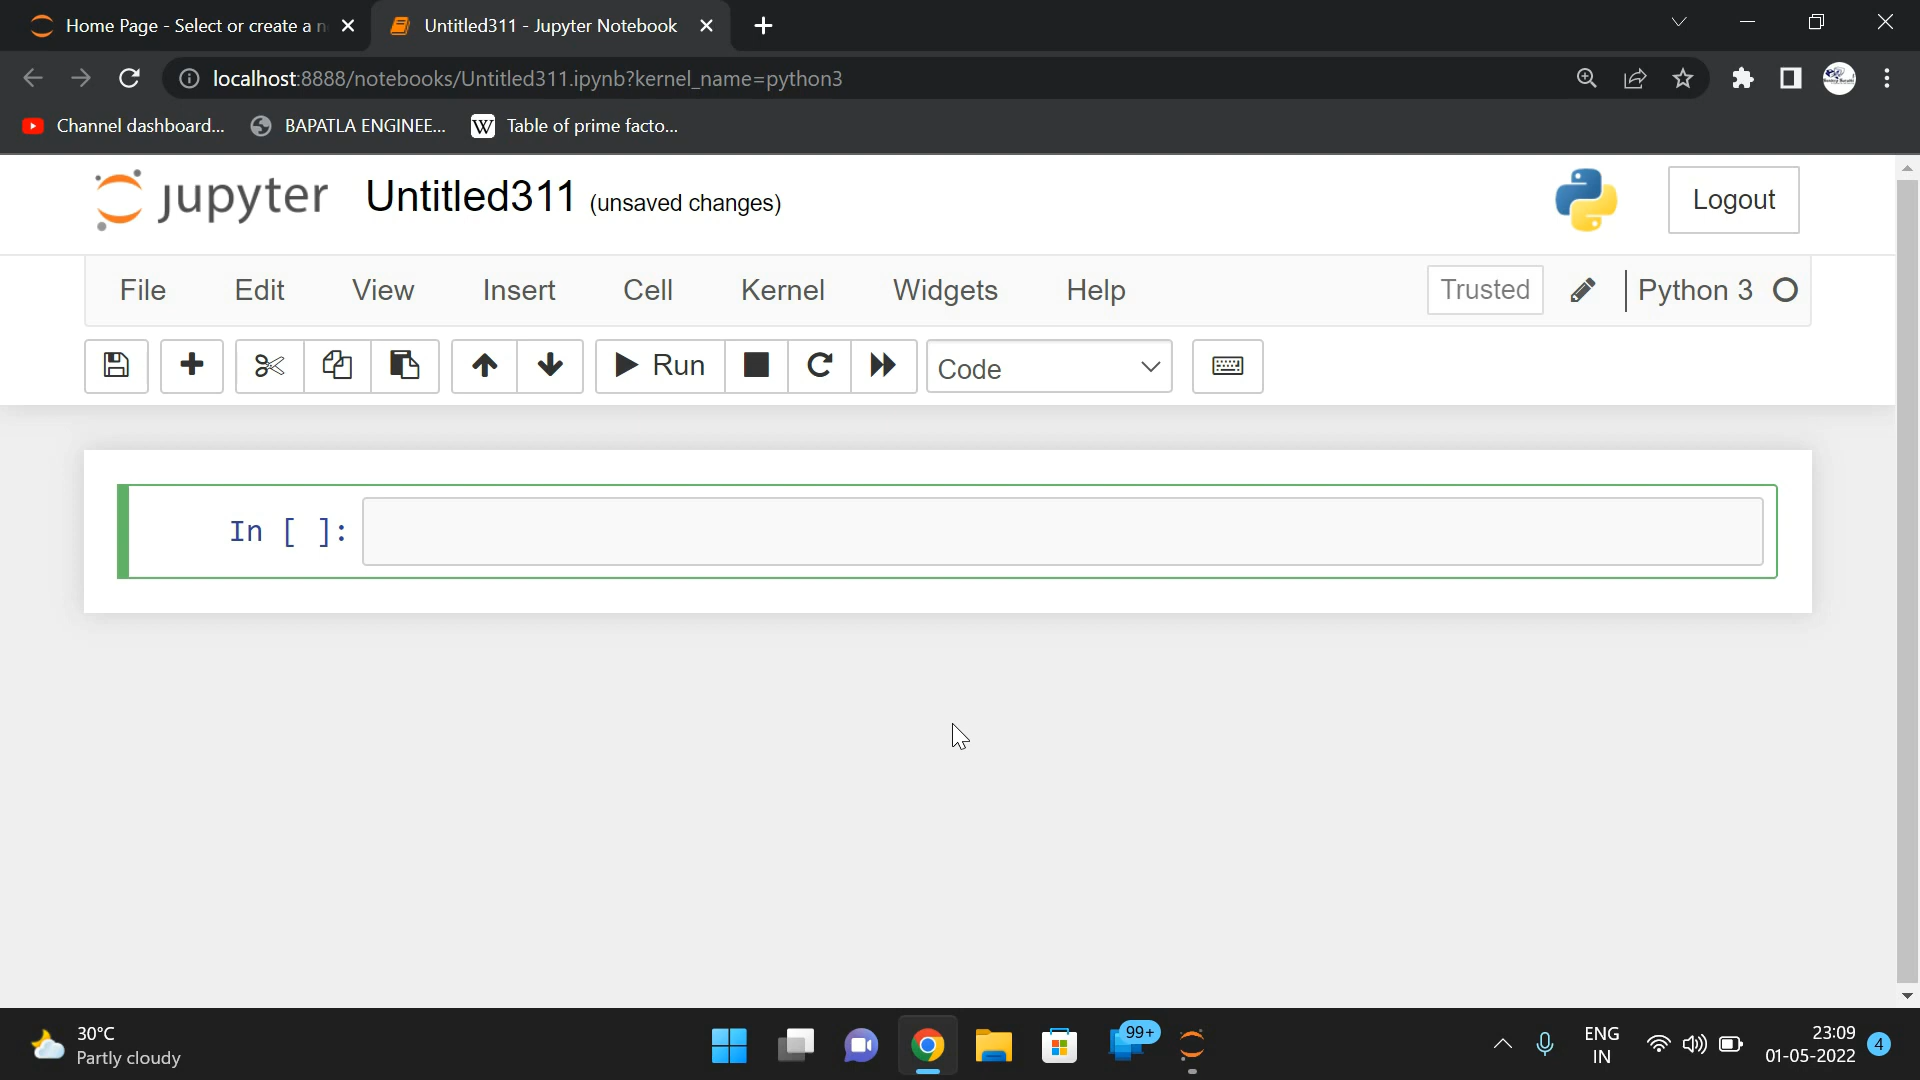 Home Page - Select or create a n
Untitled311 - Jupyter Notebook
localhost:8888/notebooks/Untitled311.ipynb?kernel_name=python3
Channel dashboard... BAPATLA ENGINEE... W Table of prime facto...
jupyter Untitled311 (unsaved changes) Logout
File Edit View Insert Cell Kernel Widgets Help Trusted Python 3
Run Code
In [ ]:
30°C
Partly cloudy
99+
ENG
IN
23:09
01-05-2022
4